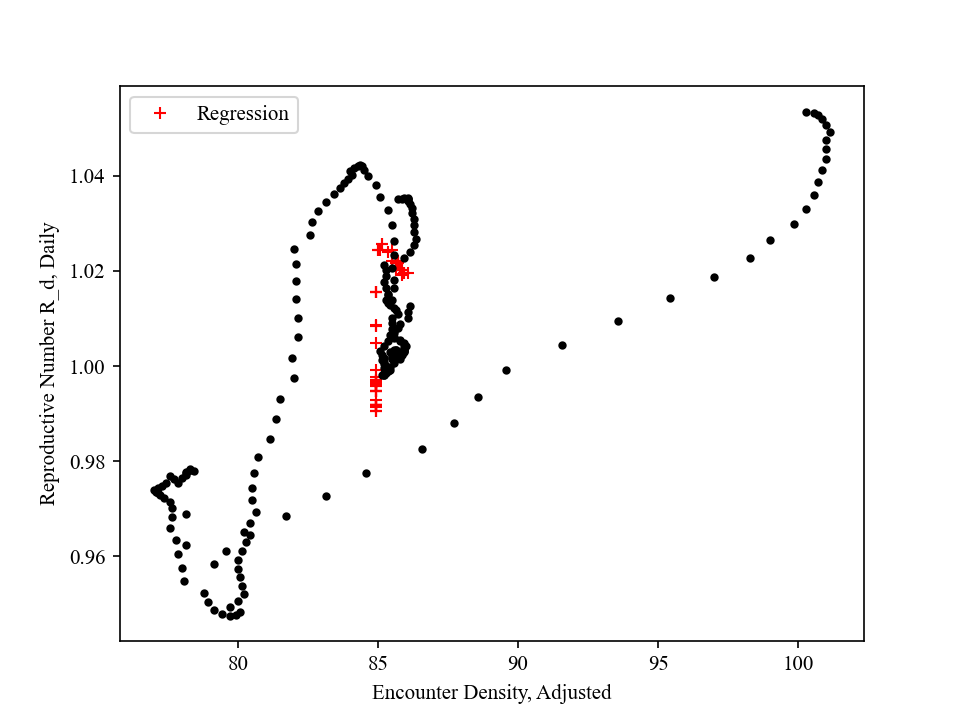 Regression
1.04
1.02
1.00
0.98
0.96
Reproductive Number R_d, Daily
80 85 90 95 100
Encounter Density, Adjusted